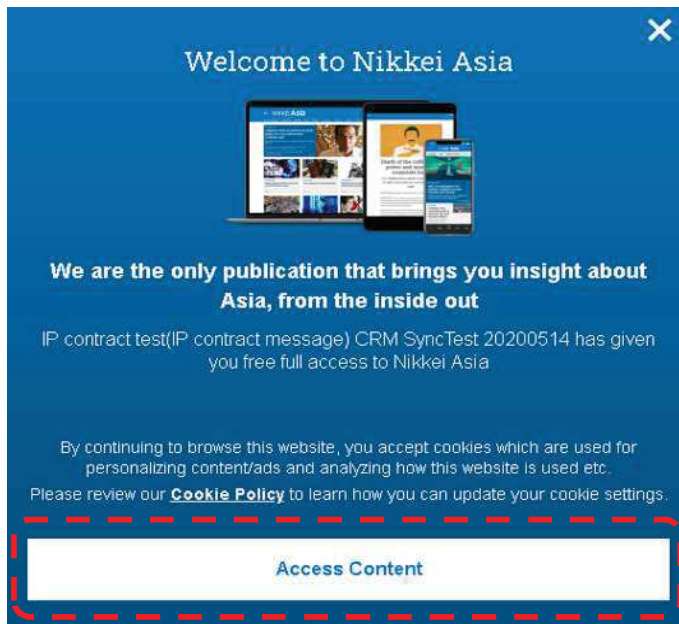 Welcome to Nikkei Asia
NIKKEI ASIA
We are the only publication that brings you insight about
Asia, from the inside out
IP contract test(IP contract message) CRM SyncTest 20200514 has given
you free full access to Nikkei Asia
By continuing to browse this website, you accept cookies which are used for
personalizing content/ads and analyzing how this website is used etc.
Please review our Cookie Policy to learn how you can update your cookie settings.
Access Content